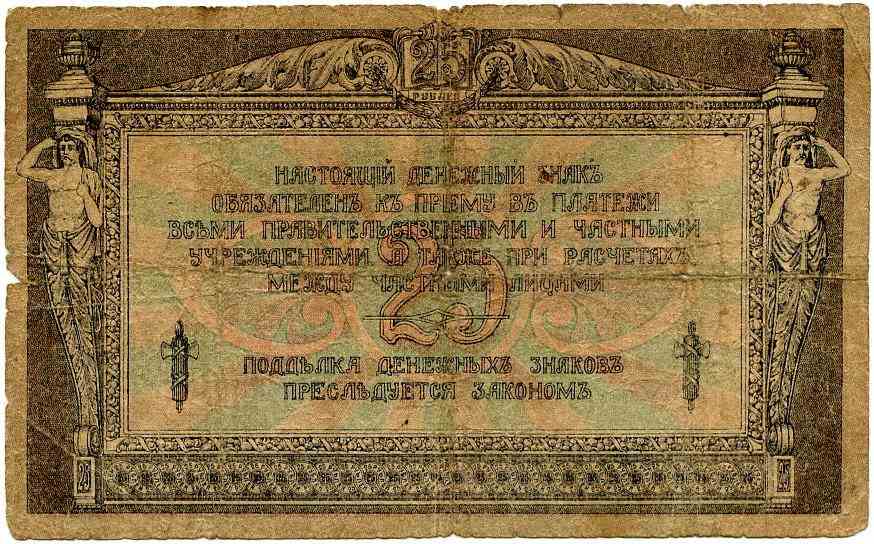 25
РУБЛЕЙ
НАСТОЯЩІЙ ДЕНЕЖНЫЙ ЗНАКЪ
ОБЯЗАТЕЛЕНЪ КЪ ПРІЕМУ ВЪ ПЛАТЕЖИ
ВСѢМИ ПРАВИТЕЛЬСТВЕННЫМИ И ЧАСТНЫМИ
УЧРЕЖДЕНІЯМИ А ТАКЖЕ ПРИ РАСЧЕТАХЪ
МЕЖДУ ЧАСТНЫМИ ЛИЦАМИ
25
ПОДДѢЛКА ДЕНЕЖНЫХЪ ЗНАКОВЪ
ПРЕСЛѢДУЕТСЯ ЗАКОНОМЪ
25 25